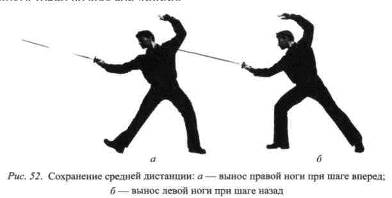 а
б
Рис. 52. Сохранение средней дистанции: а — вынос правой ноги при шаге вперед;
б — вынос левой ноги при шаге назад